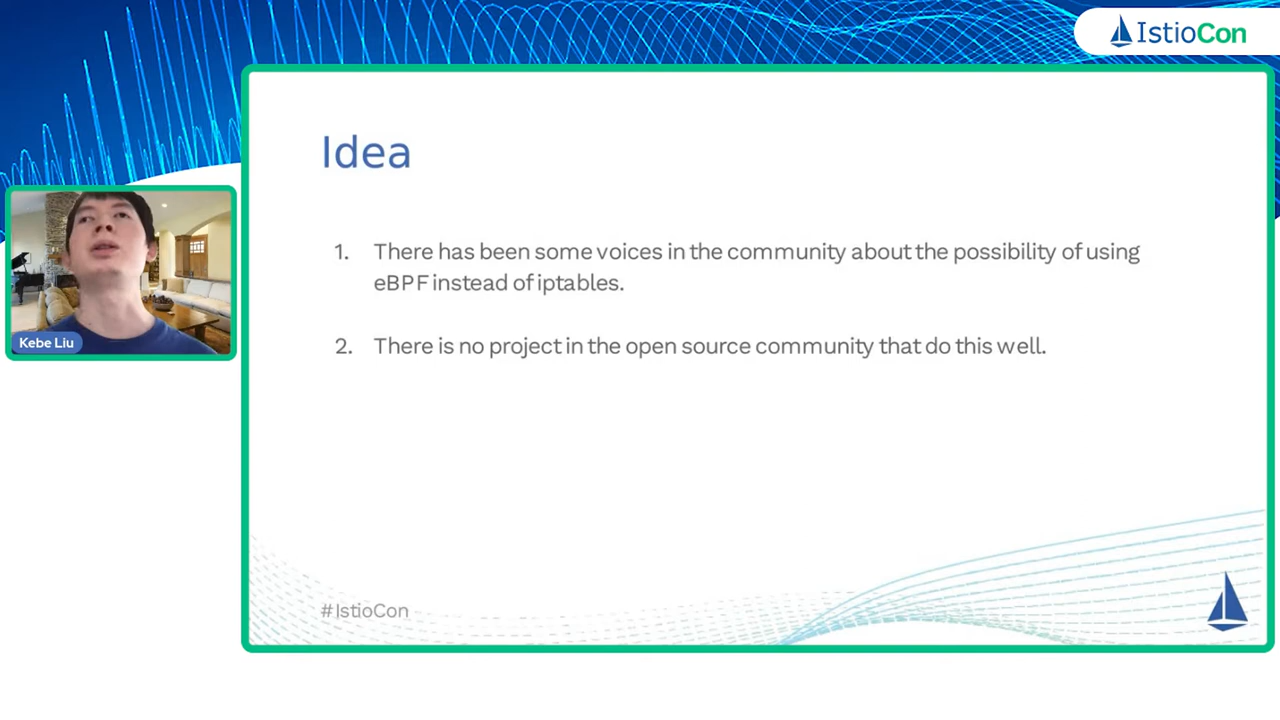 IstioCon
Idea
1. There has been some voices in the community about the possibility of using
eBPF instead of iptables.
2. There is no project in the open source community that do this well.
Kebe Liu
#IstioCon